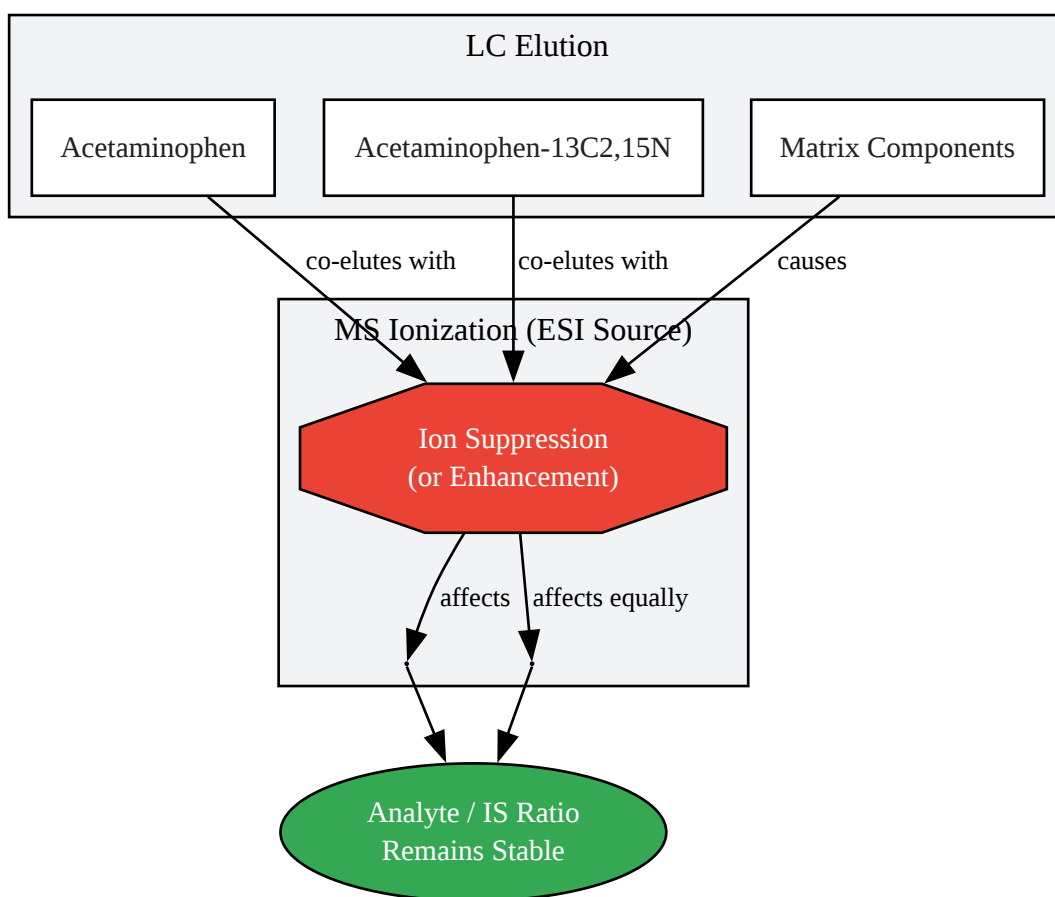 LC Elution
Acetaminophen
Acetaminophen-13C2,15N
Matrix Components
co-elutes with
co-elutes with
causes
MS Ionization (ESI Source)
Ion Suppression
(or Enhancement)
affects
affects equally
Analyte / IS Ratio
Remains Stable